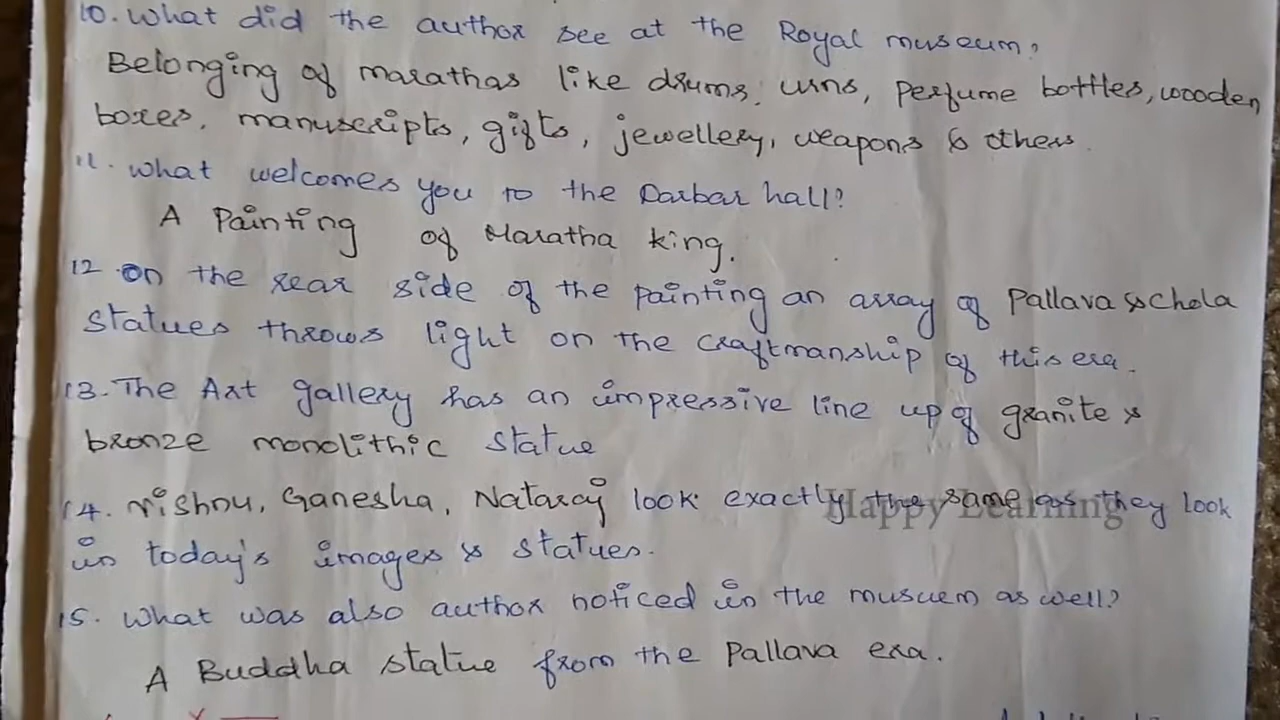 10. What did the author see at the Royal museum?
Belonging of marathas like drums, urns, perfume bottles, wooden
boxes, manuscripts, gifts, jewellery, weapons & others.
11. What welcomes you to the Darbar hall?
A Painting of Maratha king.
12 on the rear side of the painting an array of Pallava & Chola
statues throws light on the craftmanship of this era.
13. The Art gallery has an impressive line up of granite &
bronze monolithic statue
14. Vishnu, Ganesha, Nataraj look exactly the same as they look
Happy Learning
in today's images & statues.
15. What was also author noticed in the musuem as well?
A Buddha statue from the Pallava era.